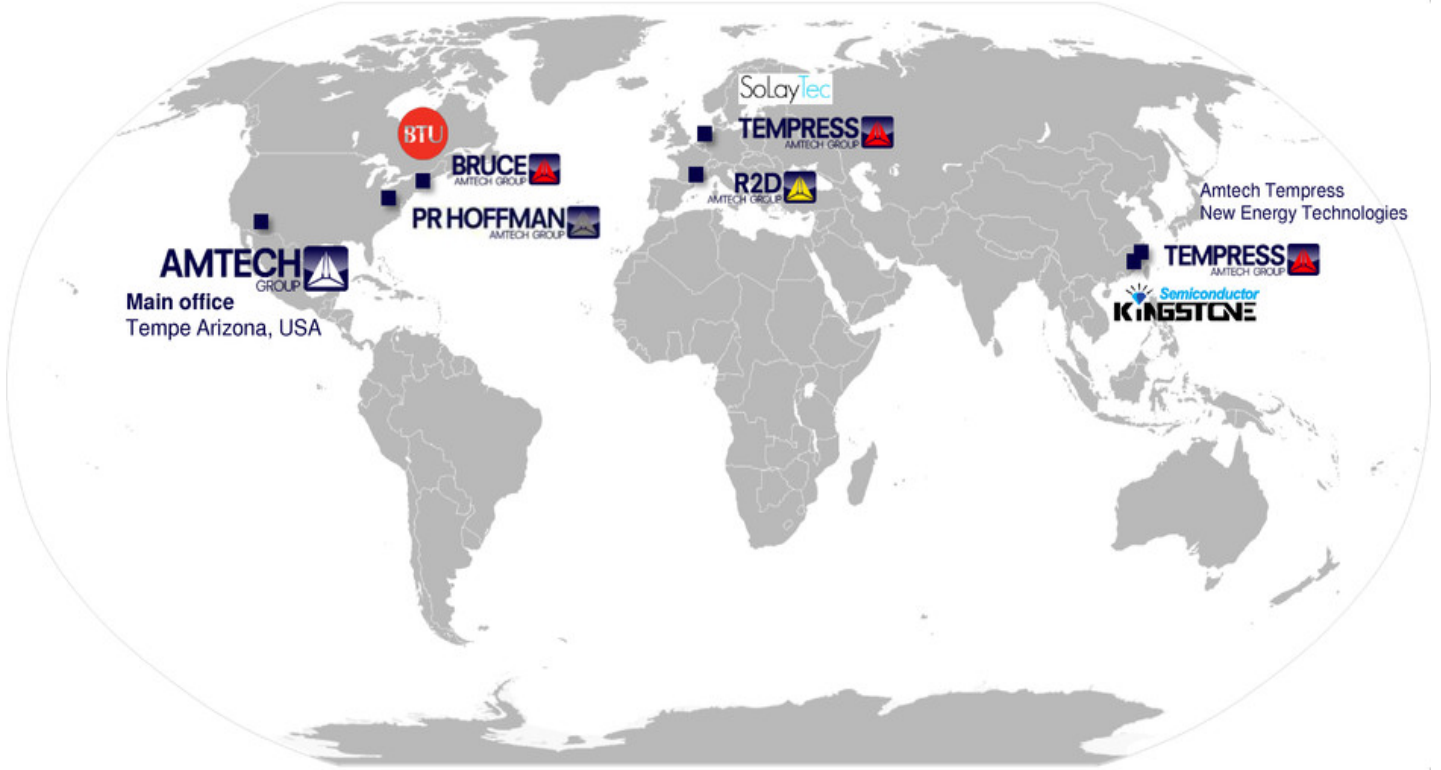 SoLayTec
TEMPRESS
AMTECH GROUP
BTU
BRUCE
AMTECH GROUP
R2D
AMTECH GROUP
PR HOFFMAN
AMTECH GROUP
Amtech Tempress
New Energy Technologies
AMTECH
GROUP
Main office
Tempe Arizona, USA
TEMPRESS
AMTECH GROUP
Semiconductor
KINGSTONE